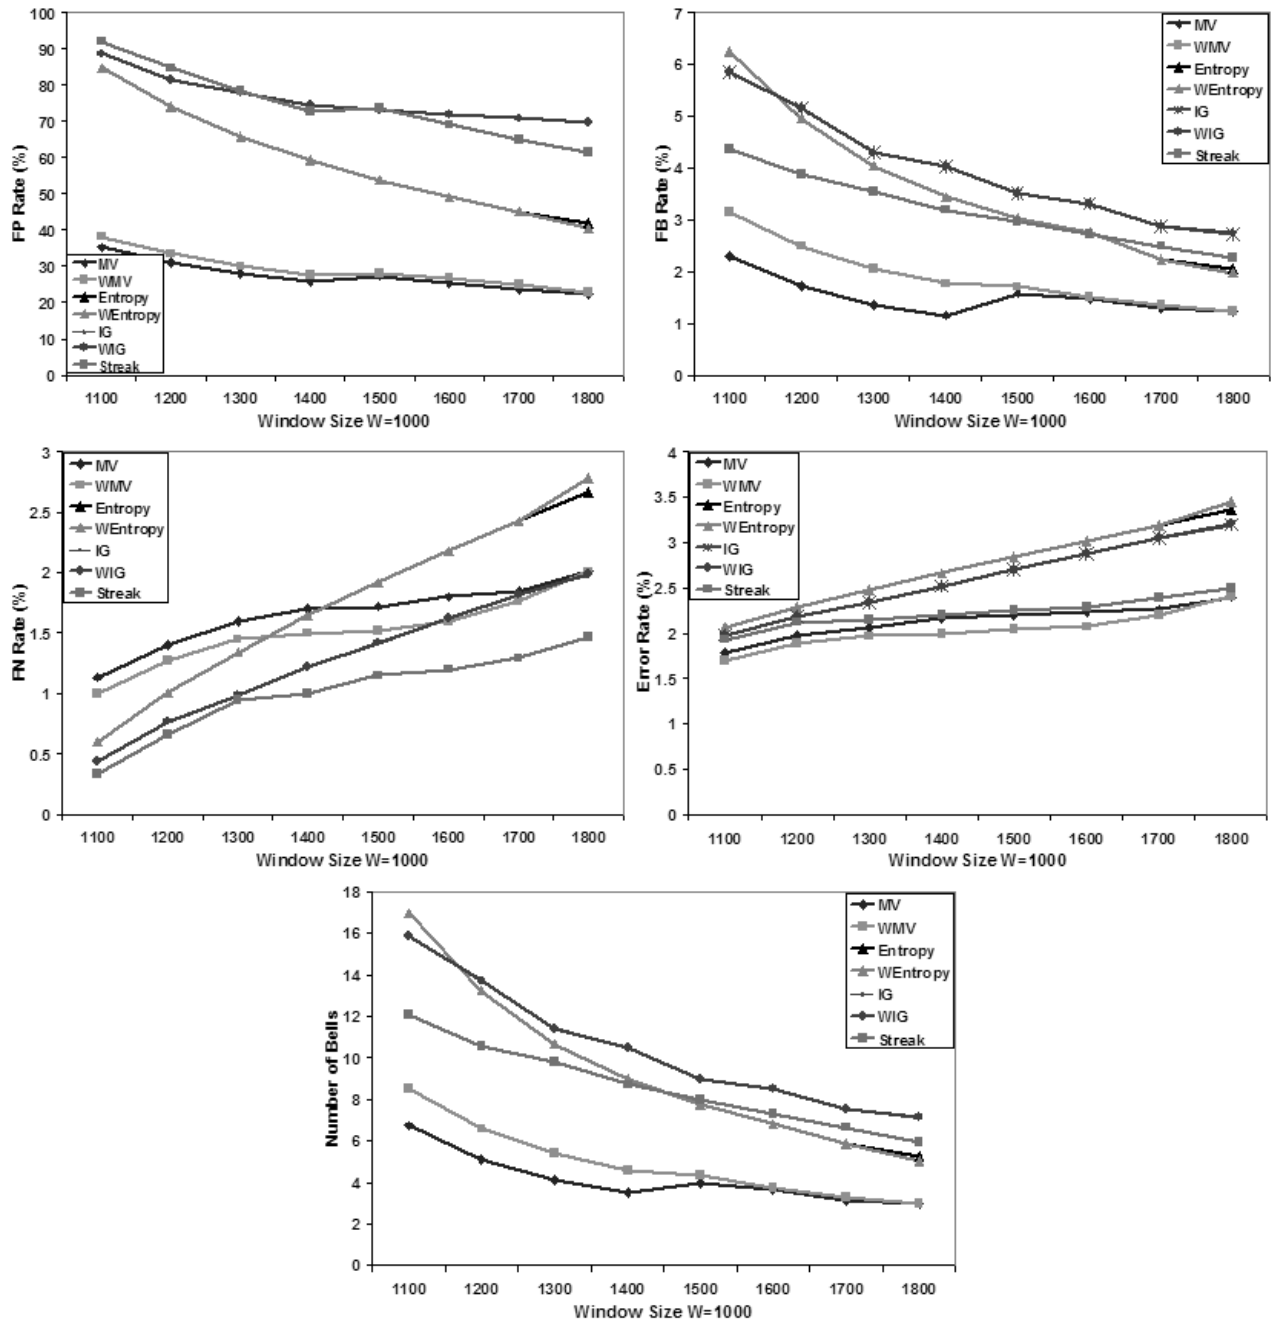 100
90
80
70
60
50
40
30
20
10
0
FP Rate (%)
MV
WMV
Entropy
WEntropy
IG
WIG
Streak
1100 1200 1300 1400 1500 1600 1700 1800
Window Size W=1000
7
6
5
4
3
2
1
0
FB Rate (%)
MV
WMV
Entropy
WEntropy
IG
WIG
Streak
1100 1200 1300 1400 1500 1600 1700 1800
Window Size W=1000
3
2.5
2
1.5
1
0.5
0
FN Rate (%)
MV
WMV
Entropy
WEntropy
IG
WIG
Streak
1100 1200 1300 1400 1500 1600 1700 1800
Window Size W=1000
4
3.5
3
2.5
2
1.5
1
0.5
0
Error Rate (%)
MV
WMV
Entropy
WEntropy
IG
WIG
Streak
1100 1200 1300 1400 1500 1600 1700 1800
Window Size W=1000
18
16
14
12
10
8
6
4
2
0
Number of Bells
MV
WMV
Entropy
WEntropy
IG
WIG
Streak
1100 1200 1300 1400 1500 1600 1700 1800
Window Size W=1000